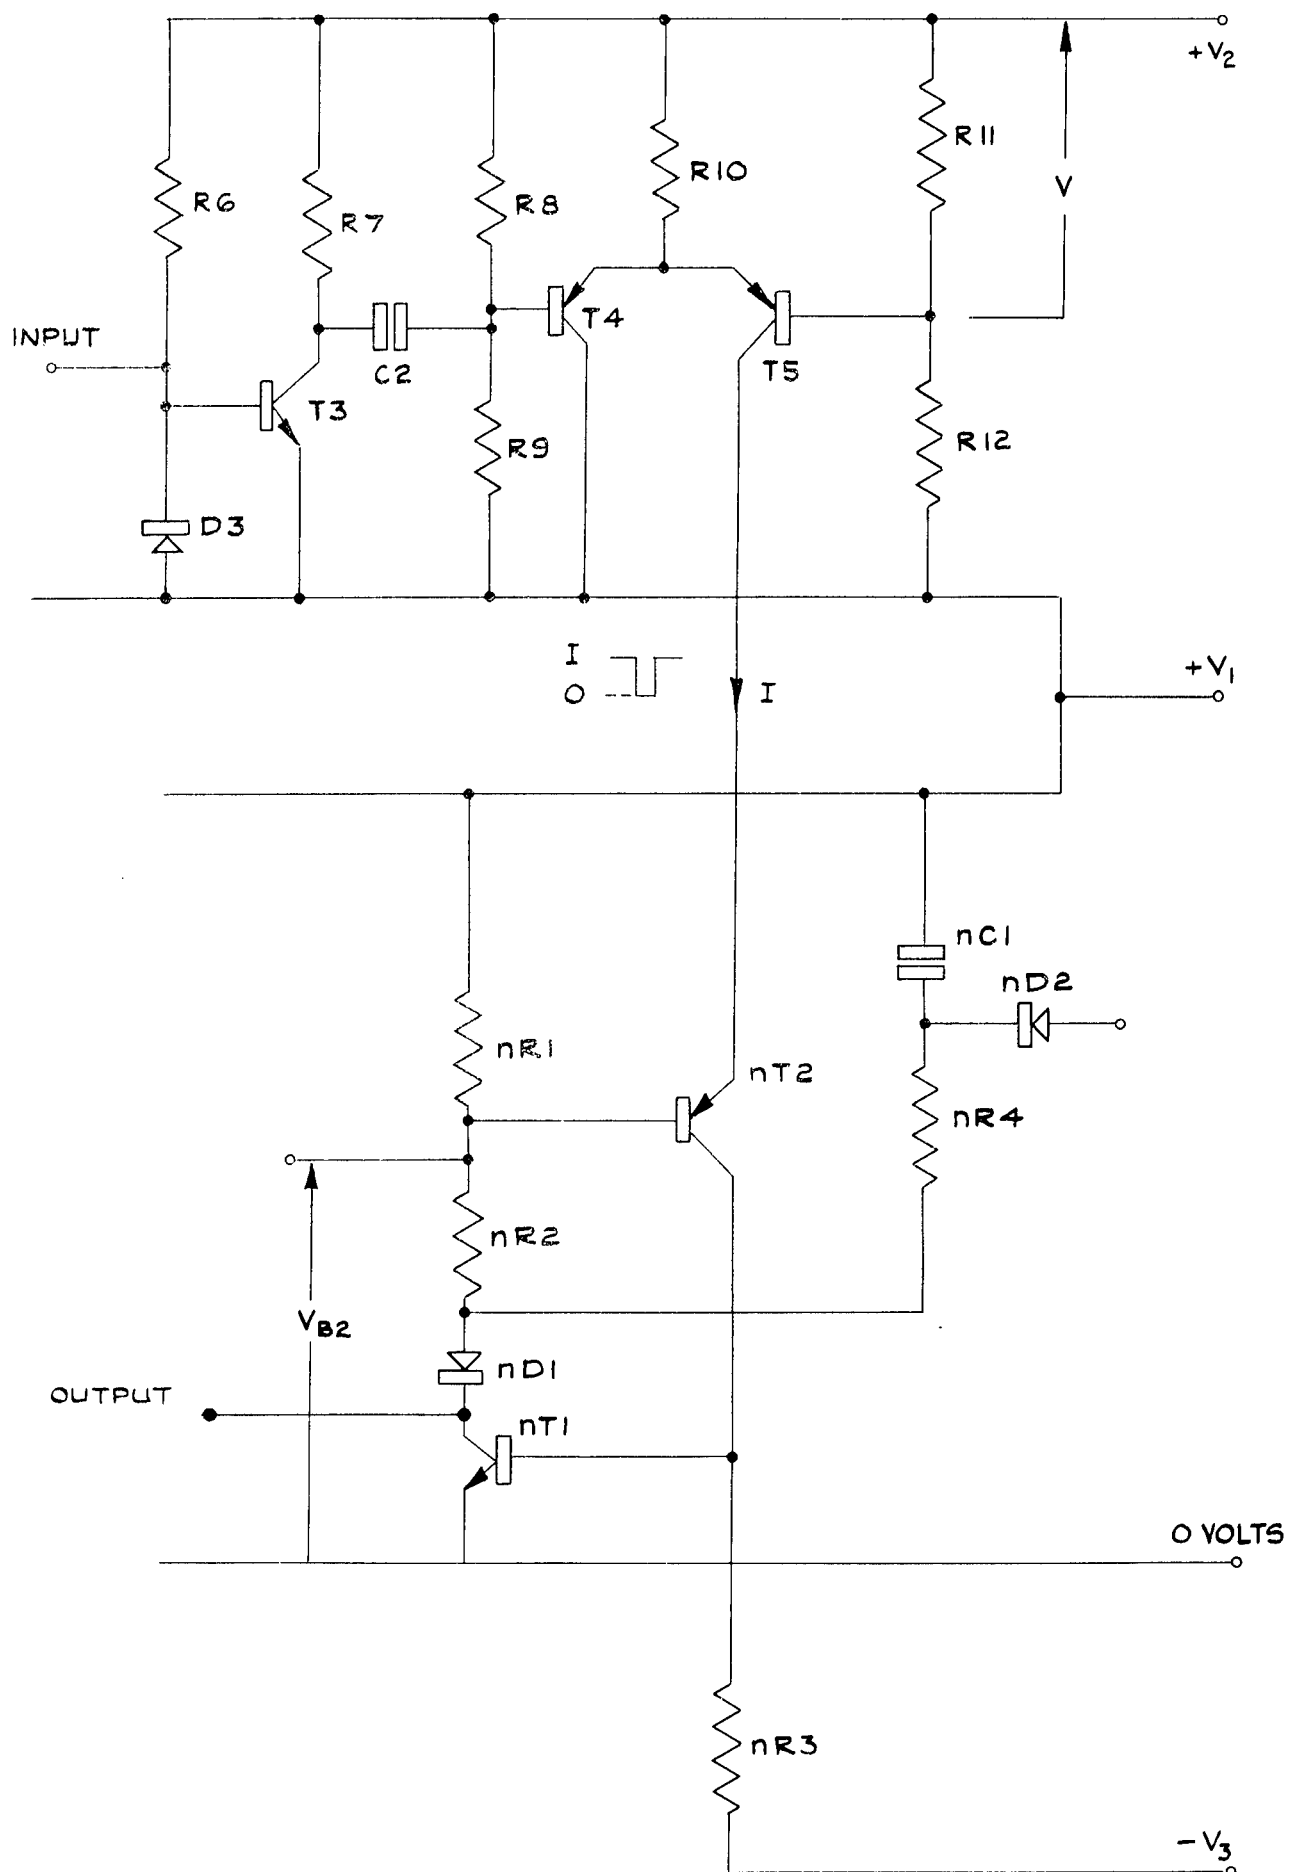 +V2
R11
R10
V
R6
R8
R7
INPUT
T4
C2
T5
T3
R12
R9
D3
I
O
I
+V1
nC1
nD2
nR1
nT2
nR4
nR2
VB2
nD1
OUTPUT
nT1
O VOLTS
nR3
-V3